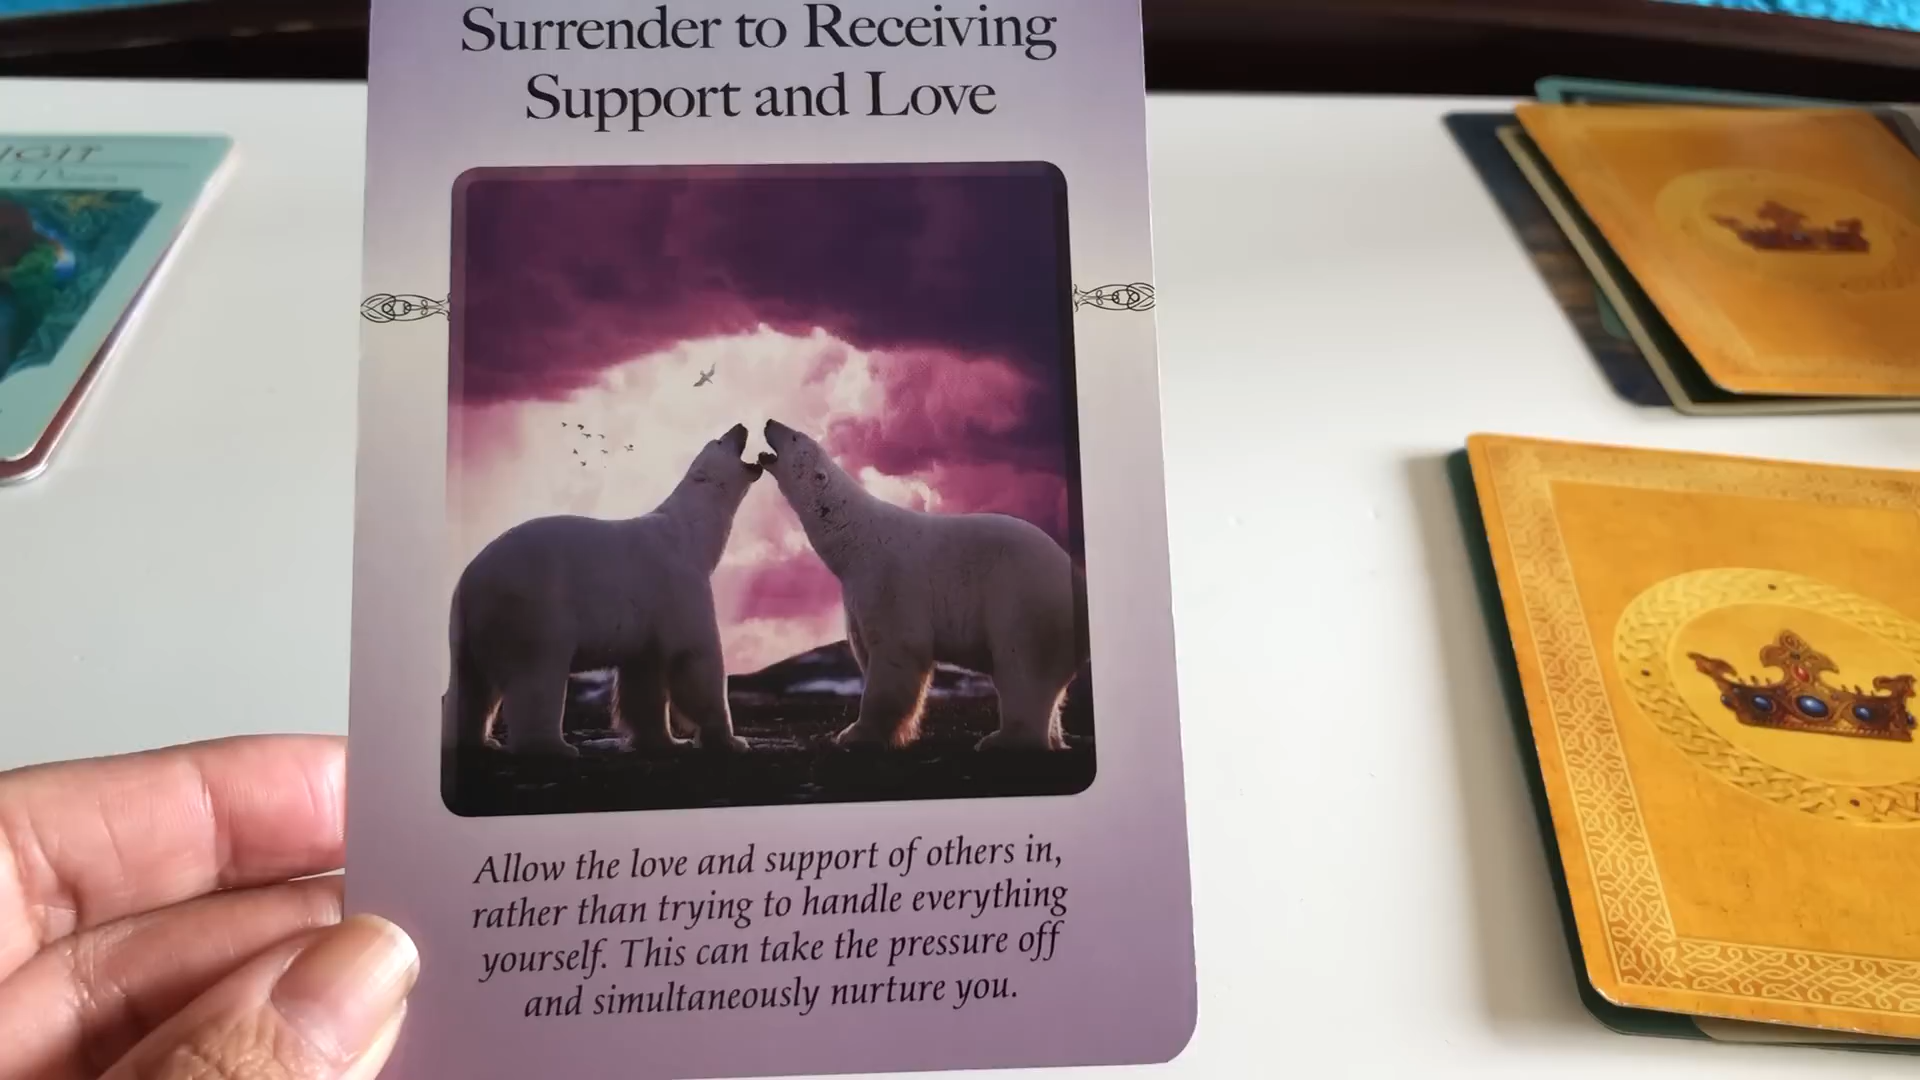 Surrender to Receiving
Support and Love
Allow the love and support of others in,
rather than trying to handle everything
yourself. This can take the pressure off
and simultaneously nurture you.